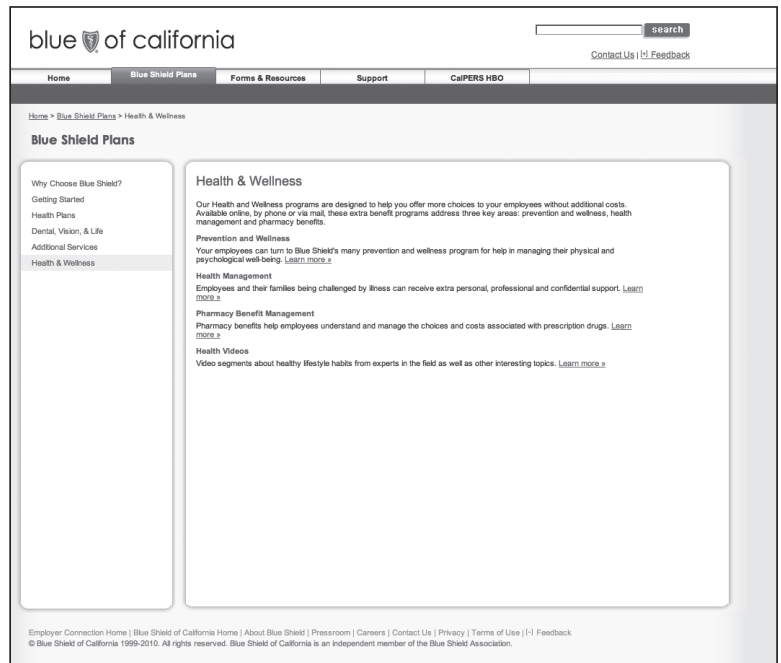 blue of california
search
Contact Us | [+] Feedback
Home
Blue Shield Plans
Forms & Resources
Support
CalPERS HBO
Home > Blue Shield Plans > Health & Wellness
Blue Shield Plans
Why Choose Blue Shield?
Getting Started
Health Plans
Dental, Vision, & Life
Additional Services
Health & Wellness
Health & Wellness
Our Health and Wellness programs are designed to help you offer more choices to your employees without additional costs.
Available online, by phone or via mail, these extra benefit programs address three key areas: prevention and wellness, health
management and pharmacy benefits.
Prevention and Wellness
Your employees can turn to Blue Shield's many prevention and wellness program for help in managing their physical and
psychological well-being. Learn more »
Health Management
Employees and their families being challenged by illness can receive extra personal, professional and confidential support. Learn
more »
Pharmacy Benefit Management
Pharmacy benefits help employees understand and manage the choices and costs associated with prescription drugs. Learn
more »
Health Videos
Video segments about healthy lifestyle habits from experts in the field as well as other interesting topics. Learn more »
Employer Connection Home | Blue Shield of California Home | About Blue Shield | Pressroom | Careers | Contact Us | Privacy | Terms of Use | [-] Feedback
© Blue Shield of California 1999-2010. All rights reserved. Blue Shield of California is an independent member of the Blue Shield Association.